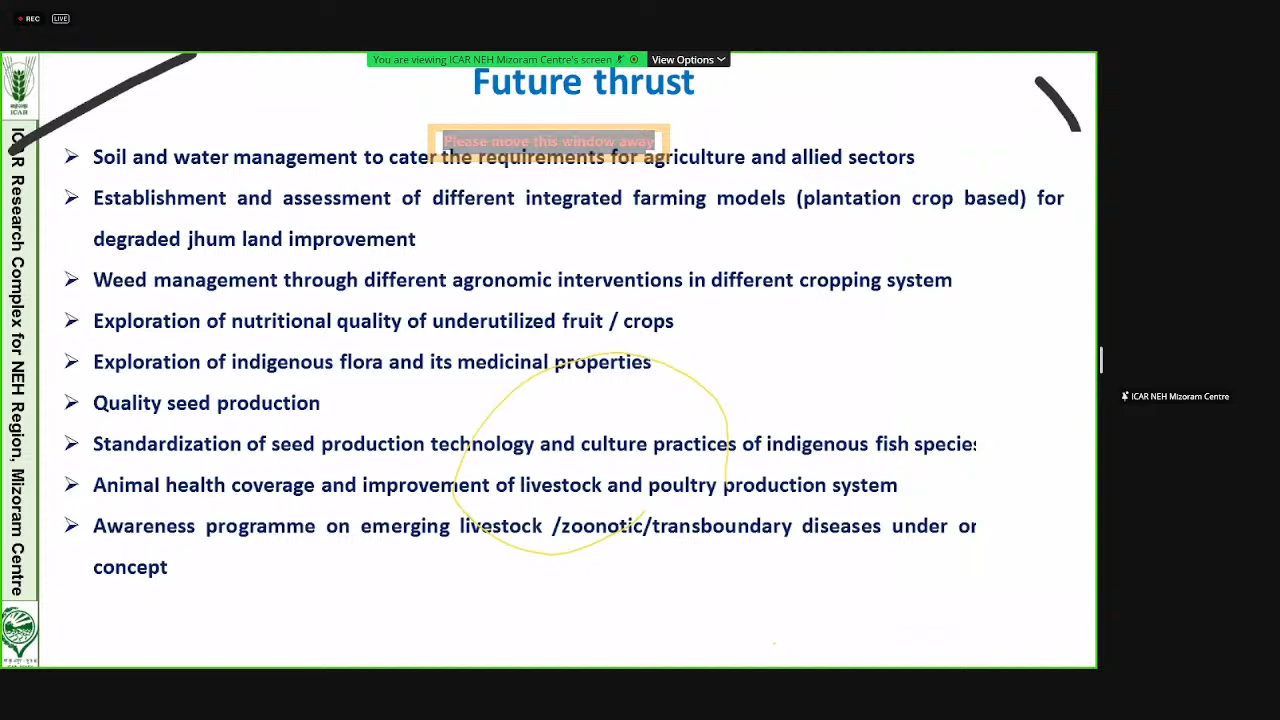 REC LIVE
You are viewing ICAR NEH Mizoram Centre's screen View Options
Future thrust
Please move this window away
Soil and water management to cater the requirements for agriculture and allied sectors
Establishment and assessment of different integrated farming models (plantation crop based) for
degraded jhum land improvement
Weed management through different agronomic interventions in different cropping system
Exploration of nutritional quality of underutilized fruit / crops
Exploration of indigenous flora and its medicinal properties
Quality seed production
Standardization of seed production technology and culture practices of indigenous fish species
Animal health coverage and improvement of livestock and poultry production system
Awareness programme on emerging livestock /zoonotic/transboundary diseases under
concept
ICAR
ICAR Research Complex for NEH Region, Mizoram Centre
ICAR NEH Mizoram Centre